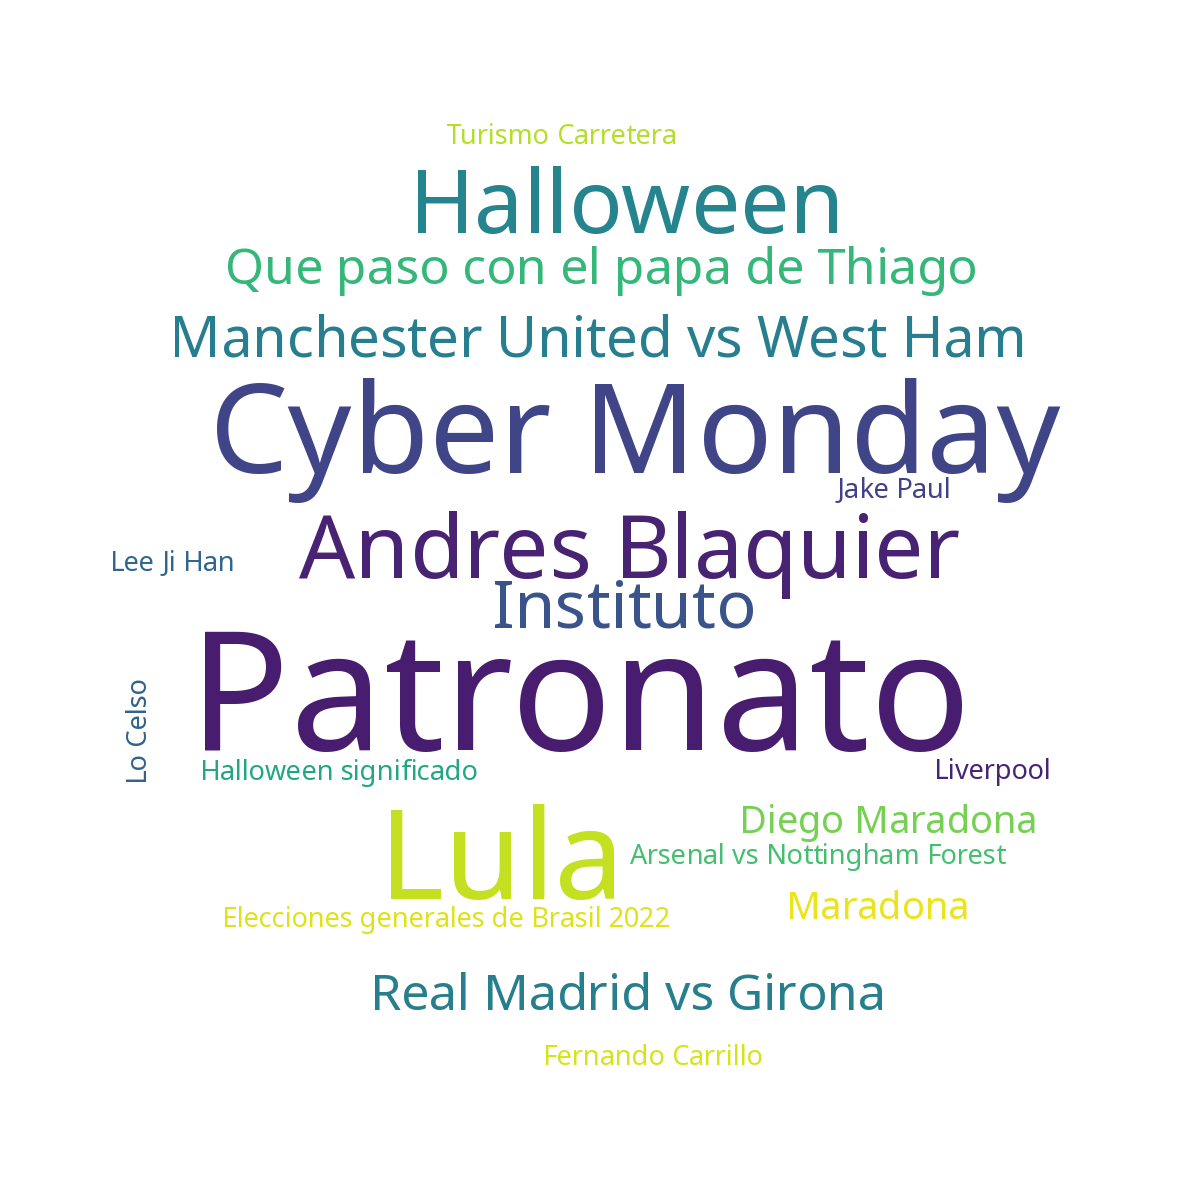 Turismo Carretera
Halloween
Que paso con el papa de Thiago
Manchester United vs West Ham
Cyber Monday
Jake Paul
Andres Blaquier
Lee Ji Han
Instituto
Patronato
Lo Celso
Halloween significado
Liverpool
Lula
Diego Maradona
Arsenal vs Nottingham Forest
Maradona
Elecciones generales de Brasil 2022
Real Madrid vs Girona
Fernando Carrillo